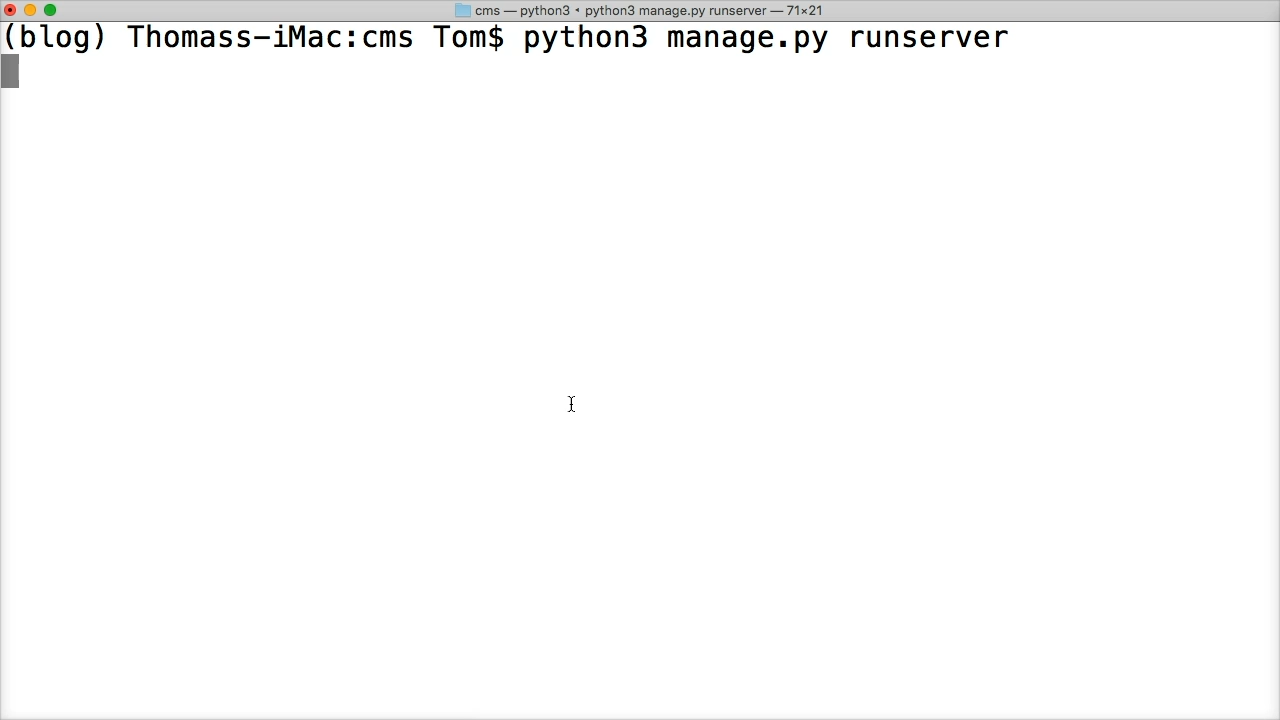 cms — python3 ◂ python3 manage.py runserver — 71×21
(blog) Thomass-iMac:cms Tom$ python3 manage.py runserver